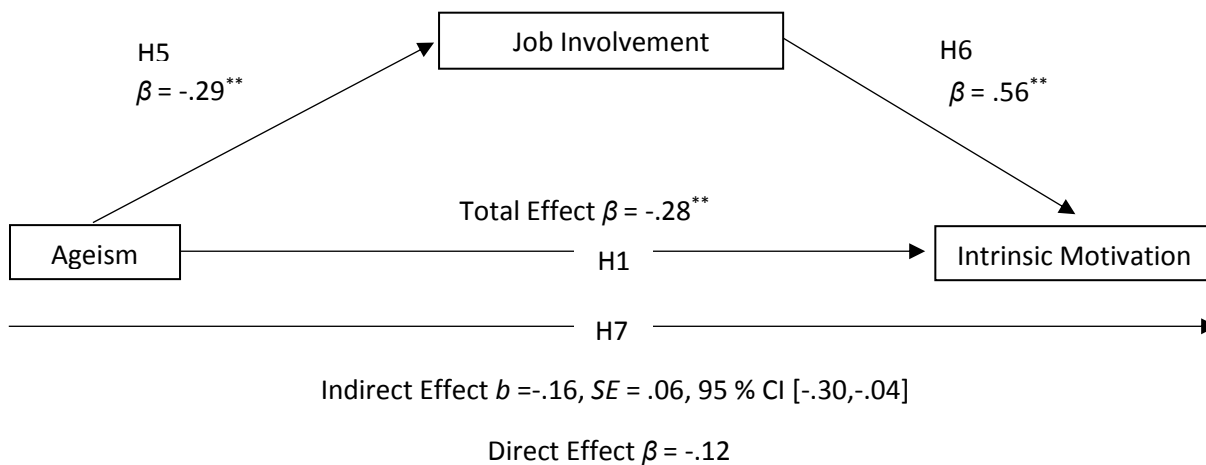 Job Involvement
H5
β = -.29**
H6
β = .56**
Total Effect β = -.28**
Ageism
H1
Intrinsic Motivation
H7
Indirect Effect b =-.16, SE = .06, 95 % CI [-.30,-.04]
Direct Effect β = -.12